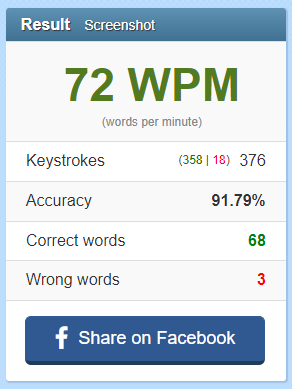 Result Screenshot
72 WPM
(words per minute)
Keystrokes (358 | 18) 376
Accuracy 91.79%
Correct words 68
Wrong words 3
Share on Facebook